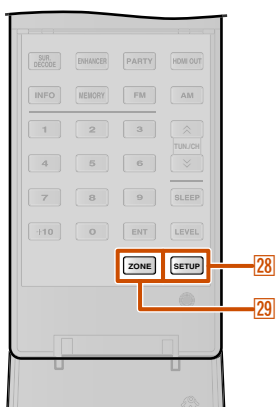 SUR. DECODE ENHANCER PARTY HDMI OUT
INFO MEMORY FM AM
1 2 3
TUN./CH
4 5 6
7 8 9 SLEEP
+10 0 ENT LEVEL
ZONE SETUP 28
29